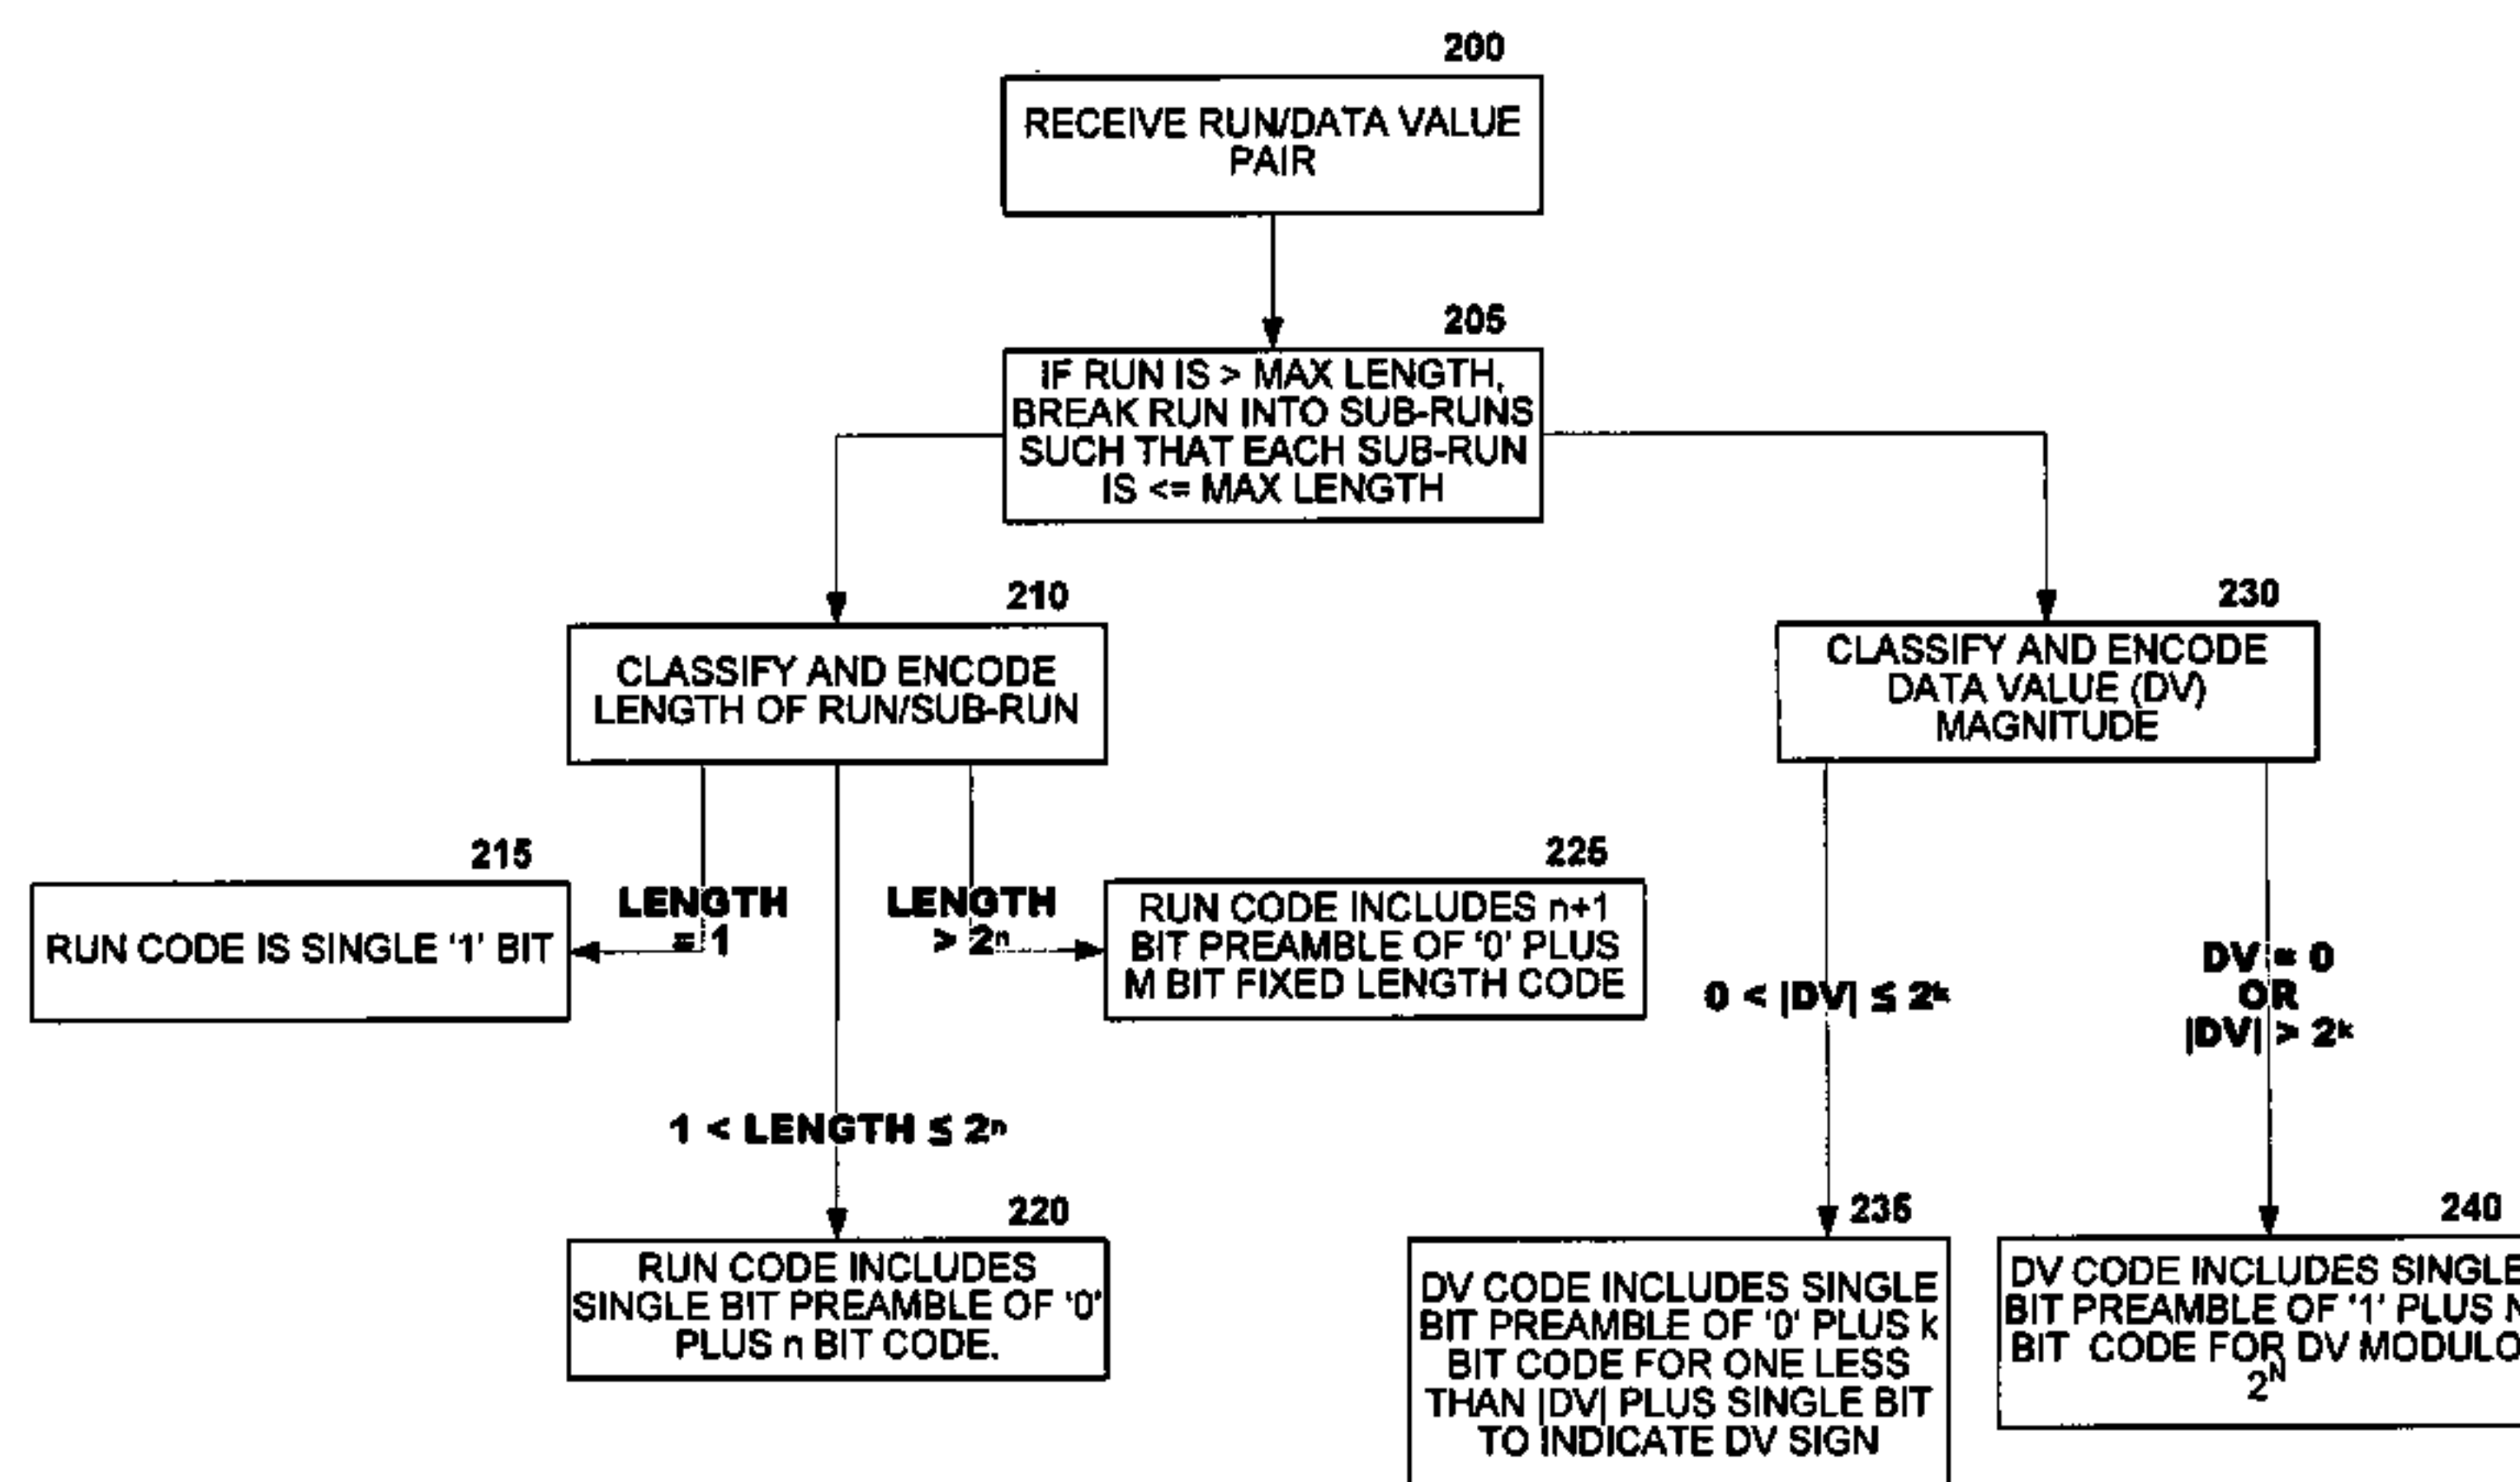 200
RECEIVE RUN/DATA VALUE
PAIR
205
IF RUN IS > MAX LENGTH,
BREAK RUN INTO SUB-RUNS
SUCH THAT EACH SUB-RUN
IS <= MAX LENGTH
210
CLASSIFY AND ENCODE
LENGTH OF RUN/SUB-RUN
230
CLASSIFY AND ENCODE
DATA VALUE (DV)
MAGNITUDE
215
RUN CODE IS SINGLE ‘1’ BIT
LENGTH
= 1
LENGTH
> 2ⁿ
225
RUN CODE INCLUDES n+1
BIT PREAMBLE OF ‘0’ PLUS
M BIT FIXED LENGTH CODE
0 < |DV| ≤ 2ᵏ
DV = 0
OR
|DV| > 2ᵏ
1 < LENGTH ≤ 2ⁿ
220
RUN CODE INCLUDES
SINGLE BIT PREAMBLE OF ‘0’
PLUS n BIT CODE.
235
DV CODE INCLUDES SINGLE
BIT PREAMBLE OF ‘0’ PLUS k
BIT CODE FOR ONE LESS
THAN |DV| PLUS SINGLE BIT
TO INDICATE DV SIGN
240
DV CODE INCLUDES SINGLE
BIT PREAMBLE OF ‘1’ PLUS N
BIT CODE FOR DV MODULO
2ᴺ